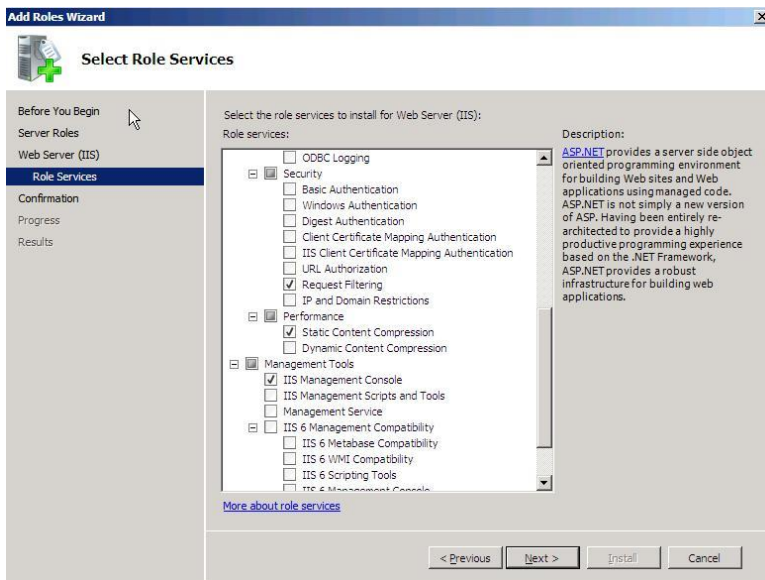 Add Roles Wizard
Select Role Services
Before You Begin
Server Roles
Web Server (IIS)
Role Services
Confirmation
Progress
Results
Select the role services to install for Web Server (IIS):
Role services:
ODBC Logging
Security
Basic Authentication
Windows Authentication
Digest Authentication
Client Certificate Mapping Authentication
IIS Client Certificate Mapping Authentication
URL Authorization
Request Filtering
IP and Domain Restrictions
Performance
Static Content Compression
Dynamic Content Compression
Management Tools
IIS Management Console
IIS Management Scripts and Tools
Management Service
IIS 6 Management Compatibility
IIS 6 Metabase Compatibility
IIS 6 WMI Compatibility
IIS 6 Scripting Tools
IIS 6 Management Console
More about role services
Description:
ASP.NET provides a server side object
oriented programming environment
for building Web sites and Web
applications using managed code.
ASP.NET is not simply a new version
of ASP. Having been entirely re-
architected to provide a highly
productive programming experience
based on the .NET Framework,
ASP.NET provides a robust
infrastructure for building web
applications.
< Previous
Next >
Install
Cancel